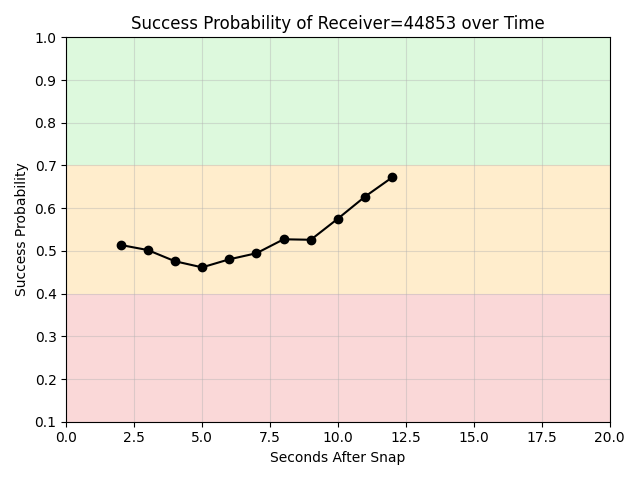 Success Probability of Receiver=44853 over Time
1.0
0.9
0.8
0.7
0.6
0.5
0.4
0.3
0.2
0.1
Success Probability
0.0 2.5 5.0 7.5 10.0 12.5 15.0 17.5 20.0
Seconds After Snap